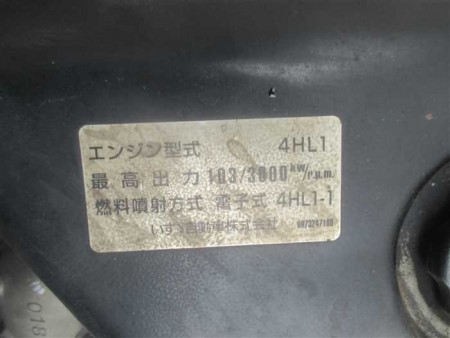 エンジン型式 4HL1
最高出力 103/3000 kW/r.p.m.
燃料噴射方式 電子式 4HL1-1
いすゞ自動車株式会社
018